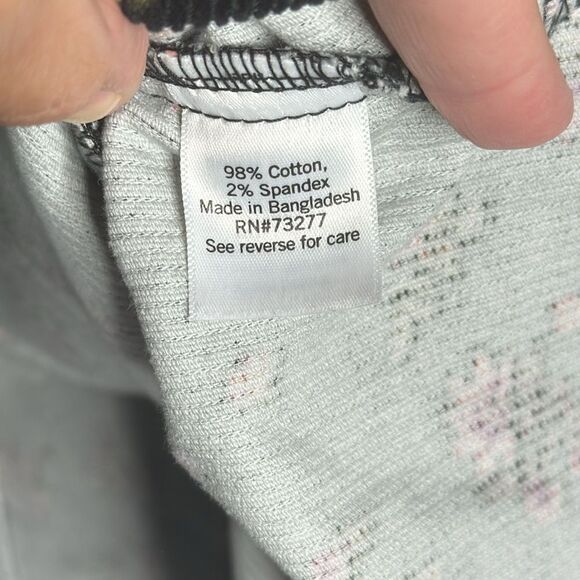 98% Cotton,
2% Spandex
Made in Bangladesh
RN#73277
See reverse for care